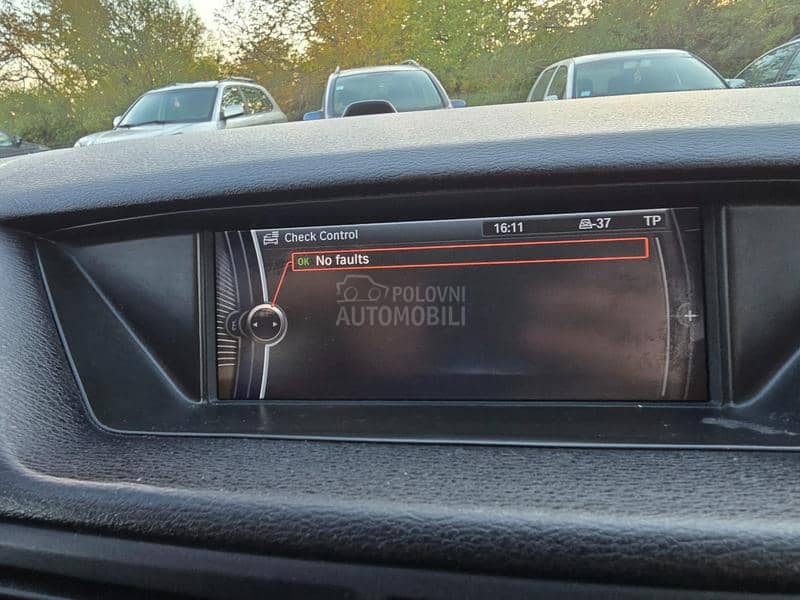 Check Control
16:11
-37
TP
OK No faults
POLOVNI
AUTOMOBILI
E
+